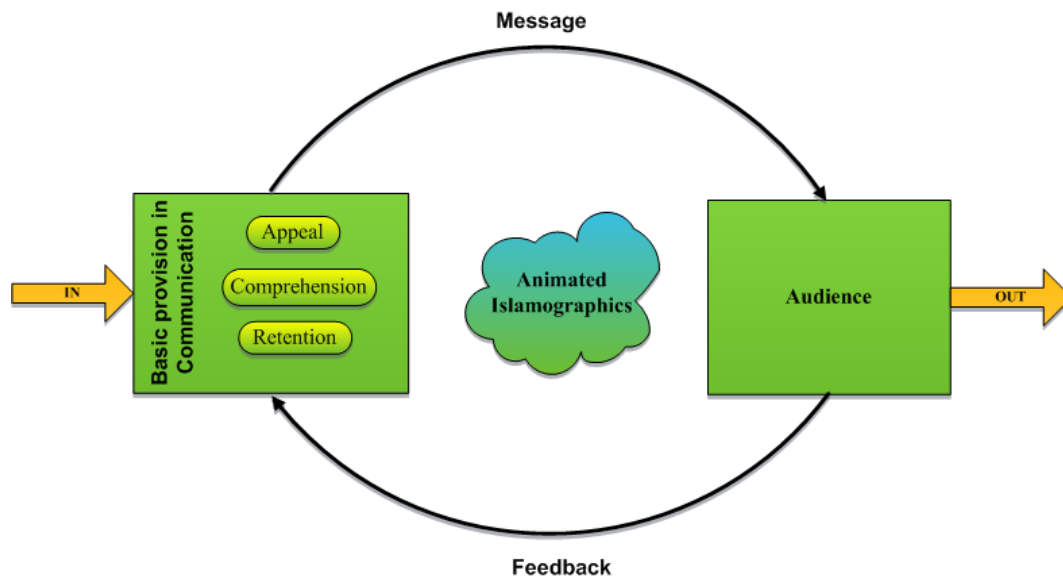 Message
Basic provision in
Communication
Appeal
Comprehension
Retention
IN
Animated
Islamographics
Audience
OUT
Feedback